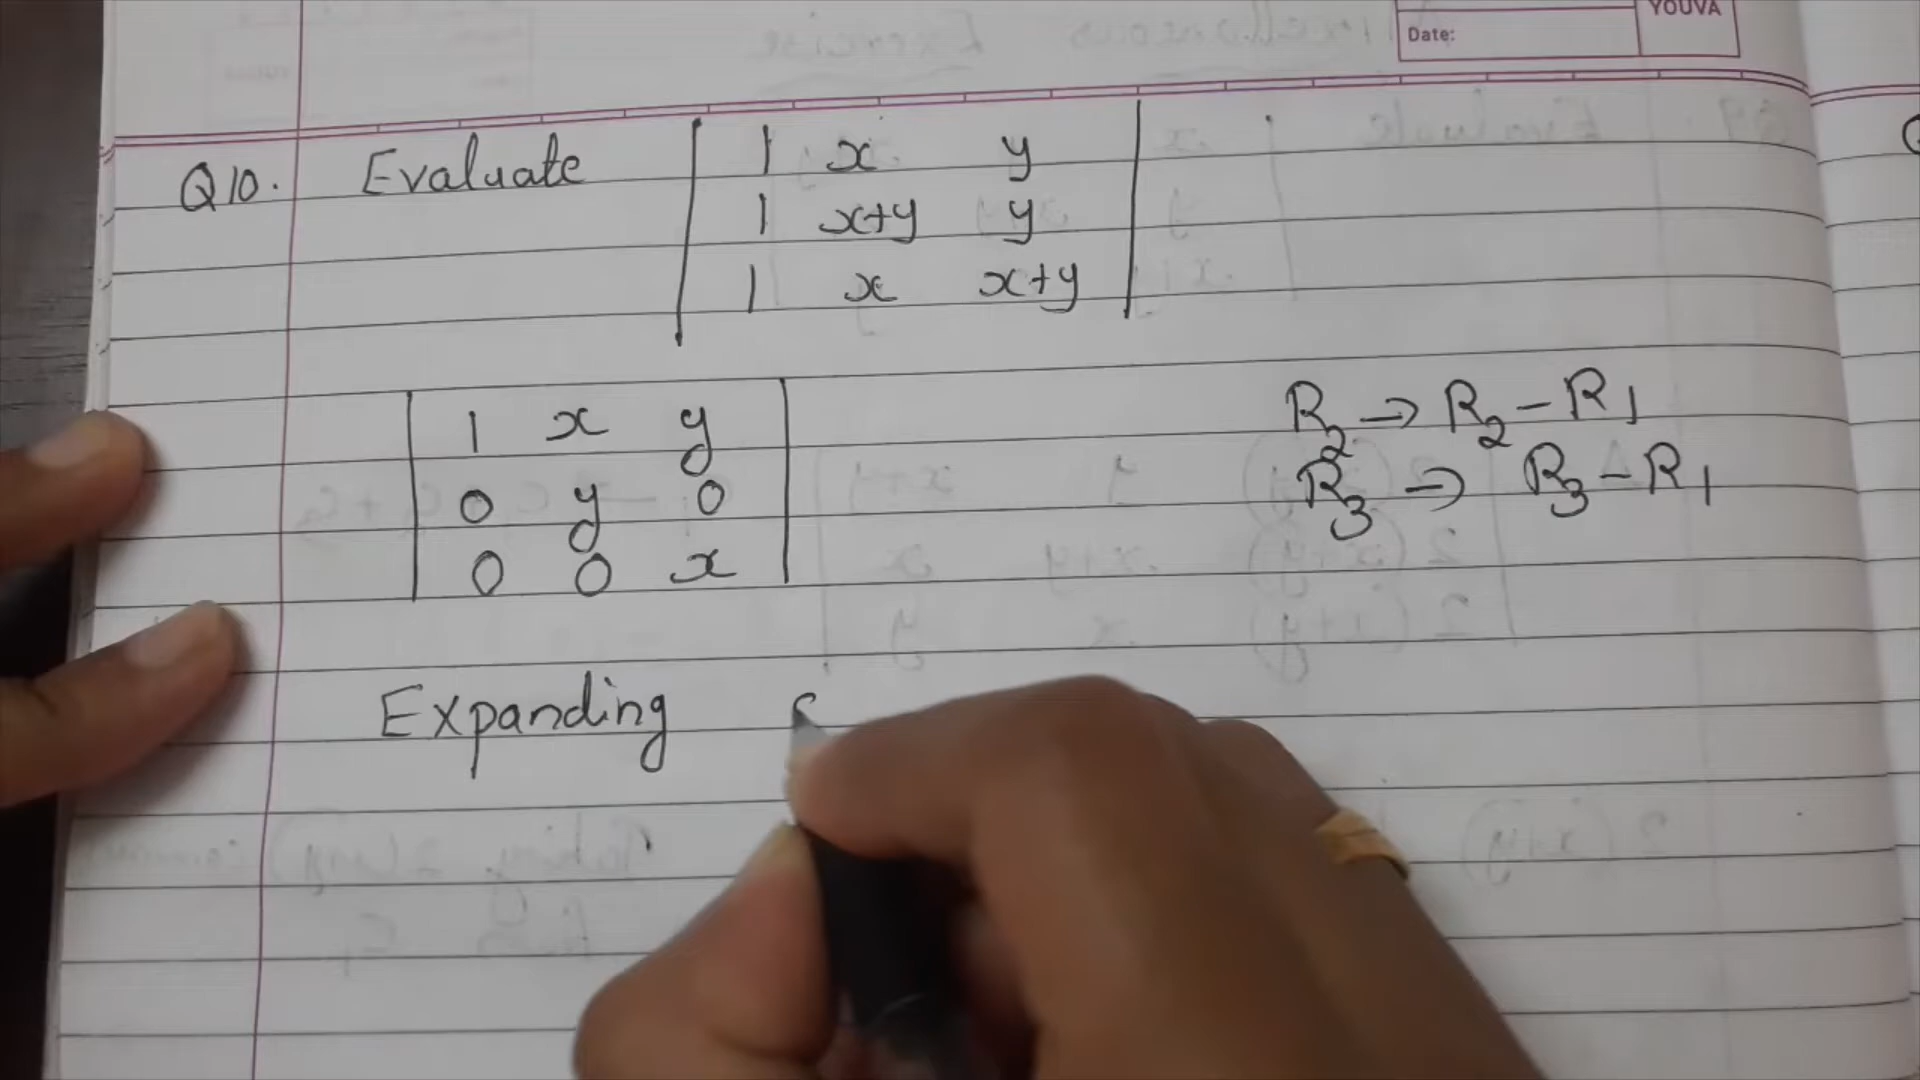 YOUVA
Date:
Q10. Evaluate | 1 x y |
| 1 x+y y |
| 1 x x+y |
| 1 x y | R2 → R2 - R1
| 0 y 0 | R3 → R3 - R1
| 0 0 x |
Expanding